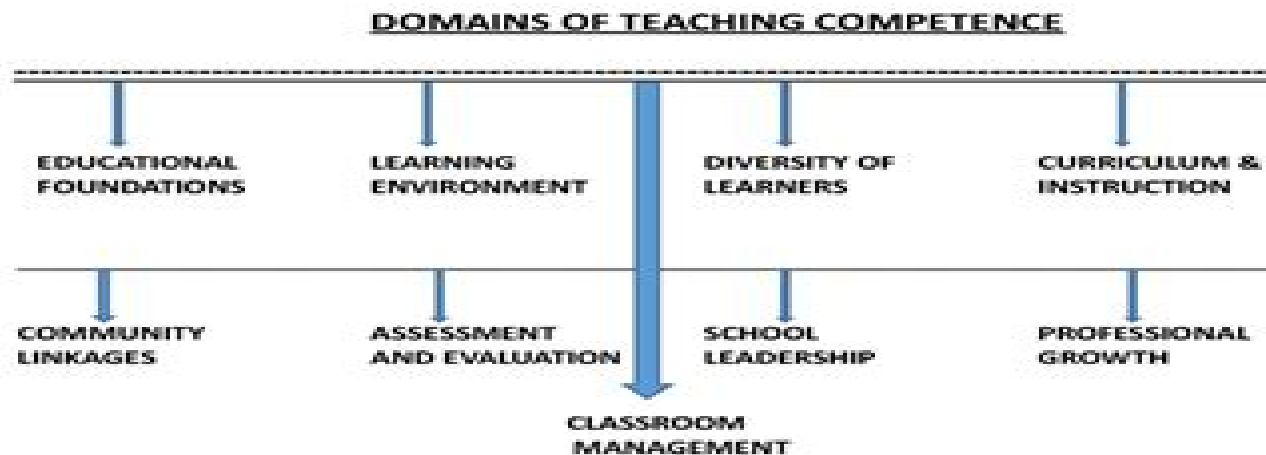 DOMAINS OF TEACHING COMPETENCE
EDUCATIONAL
FOUNDATIONS
LEARNING
ENVIRONMENT
DIVERSITY OF
LEARNERS
CURRICULUM &
INSTRUCTION
COMMUNITY
LINKAGES
ASSESSMENT
AND EVALUATION
SCHOOL
LEADERSHIP
PROFESSIONAL
GROWTH
CLASSROOM
MANAGEMENT